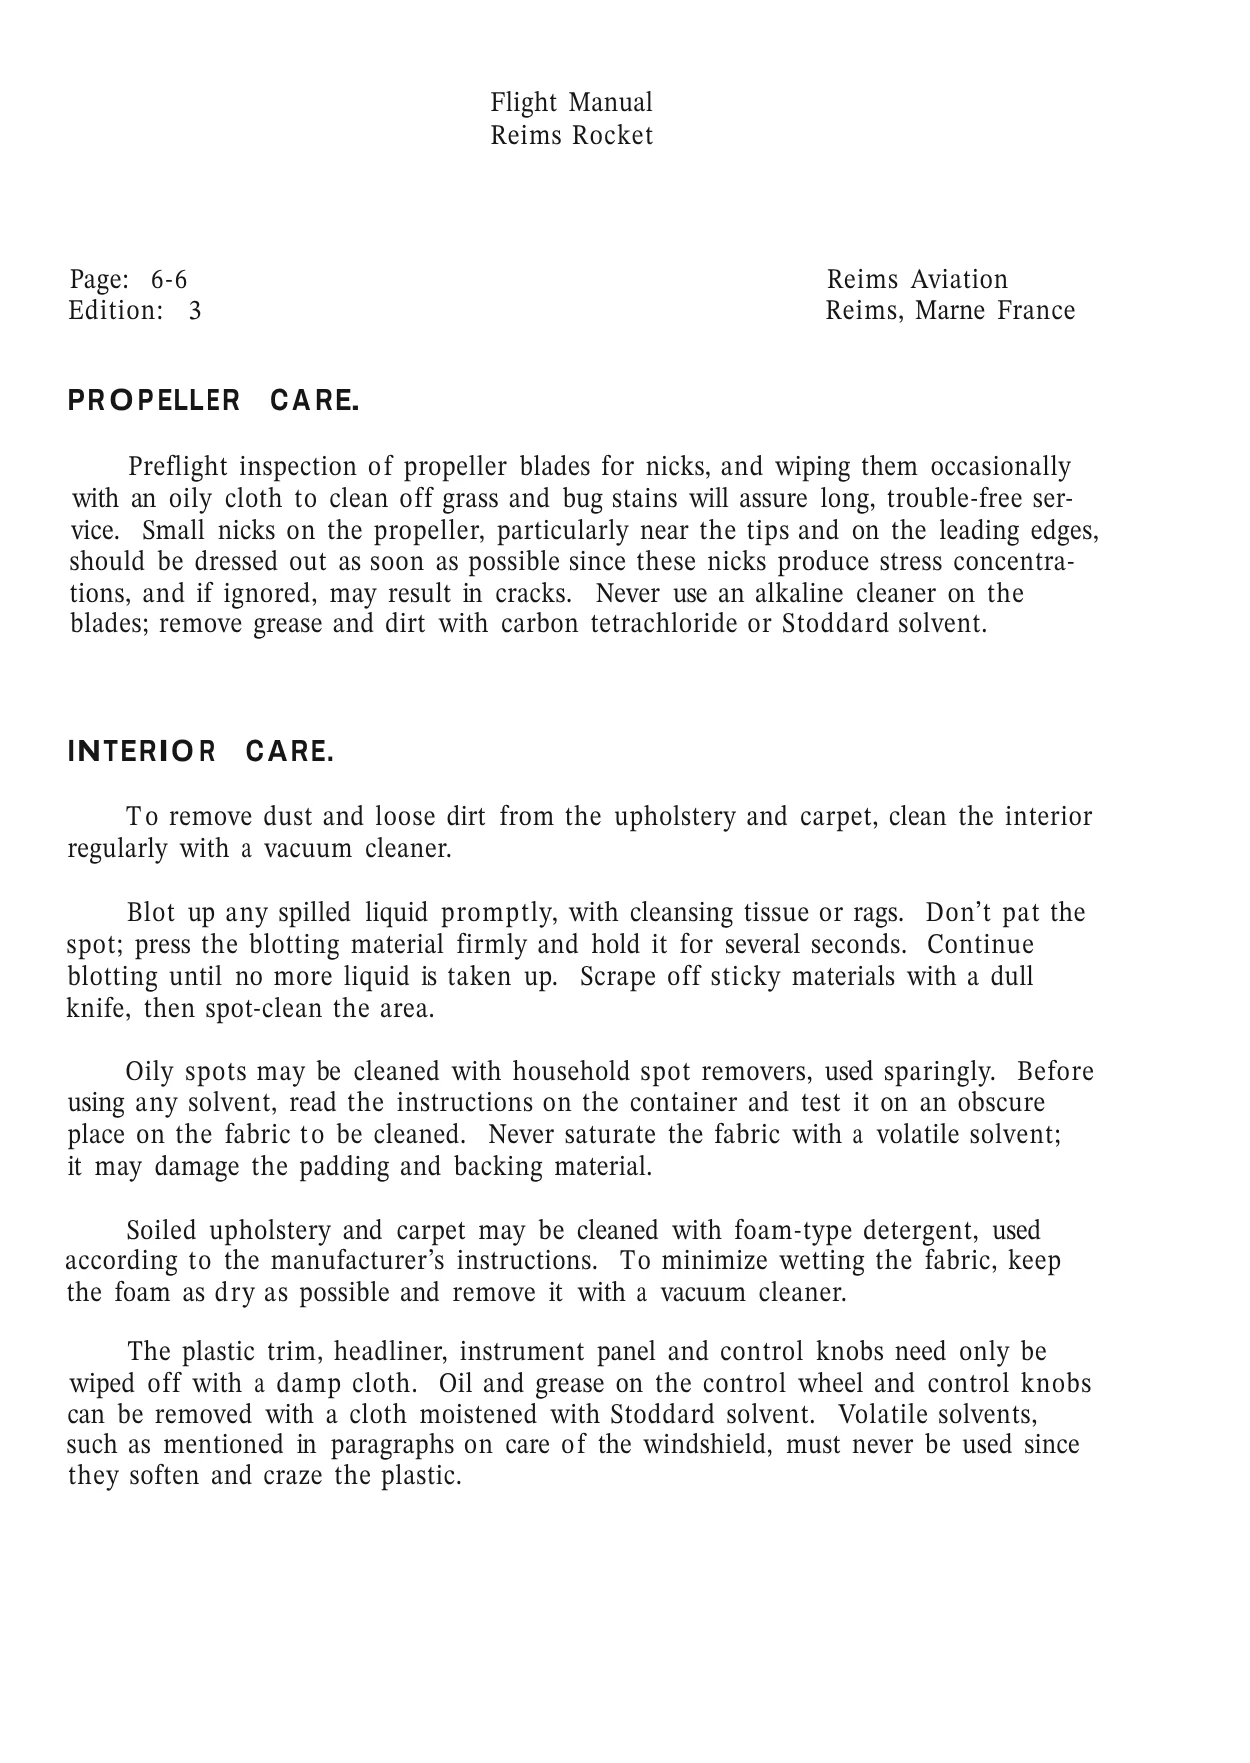 Flight Manual
Reims Rocket
Page: 6-6
Edition: 3
Reims Aviation
Reims, Marne France
PROPELLER CARE.
Preflight inspection of propeller blades for nicks, and wiping them occasionally
with an oily cloth to clean off grass and bug stains will assure long, trouble-free ser-
vice. Small nicks on the propeller, particularly near the tips and on the leading edges,
should be dressed out as soon as possible since these nicks produce stress concentra-
tions, and if ignored, may result in cracks. Never use an alkaline cleaner on the
blades; remove grease and dirt with carbon tetrachloride or Stoddard solvent.
INTERIOR CARE.
To remove dust and loose dirt from the upholstery and carpet, clean the interior
regularly with a vacuum cleaner.
Blot up any spilled liquid promptly, with cleansing tissue or rags. Don't pat the
spot; press the blotting material firmly and hold it for several seconds. Continue
blotting until no more liquid is taken up. Scrape off sticky materials with a dull
knife, then spot-clean the area.
Oily spots may be cleaned with household spot removers, used sparingly. Before
using any solvent, read the instructions on the container and test it on an obscure
place on the fabric to be cleaned. Never saturate the fabric with a volatile solvent;
it may damage the padding and backing material.
Soiled upholstery and carpet may be cleaned with foam-type detergent, used
according to the manufacturer's instructions. To minimize wetting the fabric, keep
the foam as dry as possible and remove it with a vacuum cleaner.
The plastic trim, headliner, instrument panel and control knobs need only be
wiped off with a damp cloth. Oil and grease on the control wheel and control knobs
can be removed with a cloth moistened with Stoddard solvent. Volatile solvents,
such as mentioned in paragraphs on care of the windshield, must never be used since
they soften and craze the plastic.